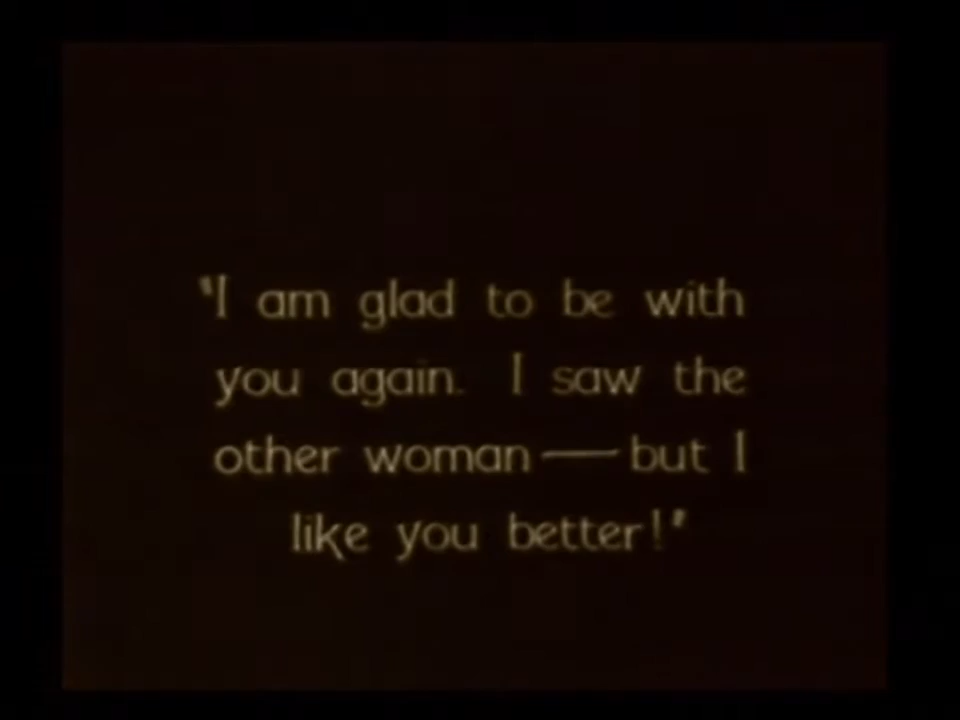 "I am glad to be with
you again. I saw the
other woman — but I
like you better!"